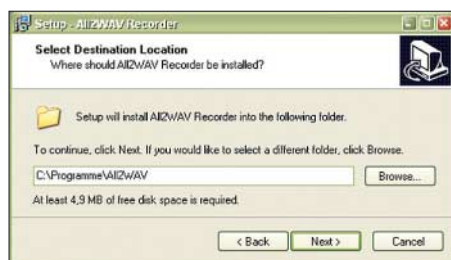 Setup - All2WAV Recorder
Select Destination Location
Where should All2WAV Recorder be installed?
Setup will install All2WAV Recorder into the following folder.
To continue, click Next. If you would like to select a different folder, click Browse.
C:\Programme\All2WAV
Browse...
At least 4,9 MB of free disk space is required.
< Back
Next >
Cancel